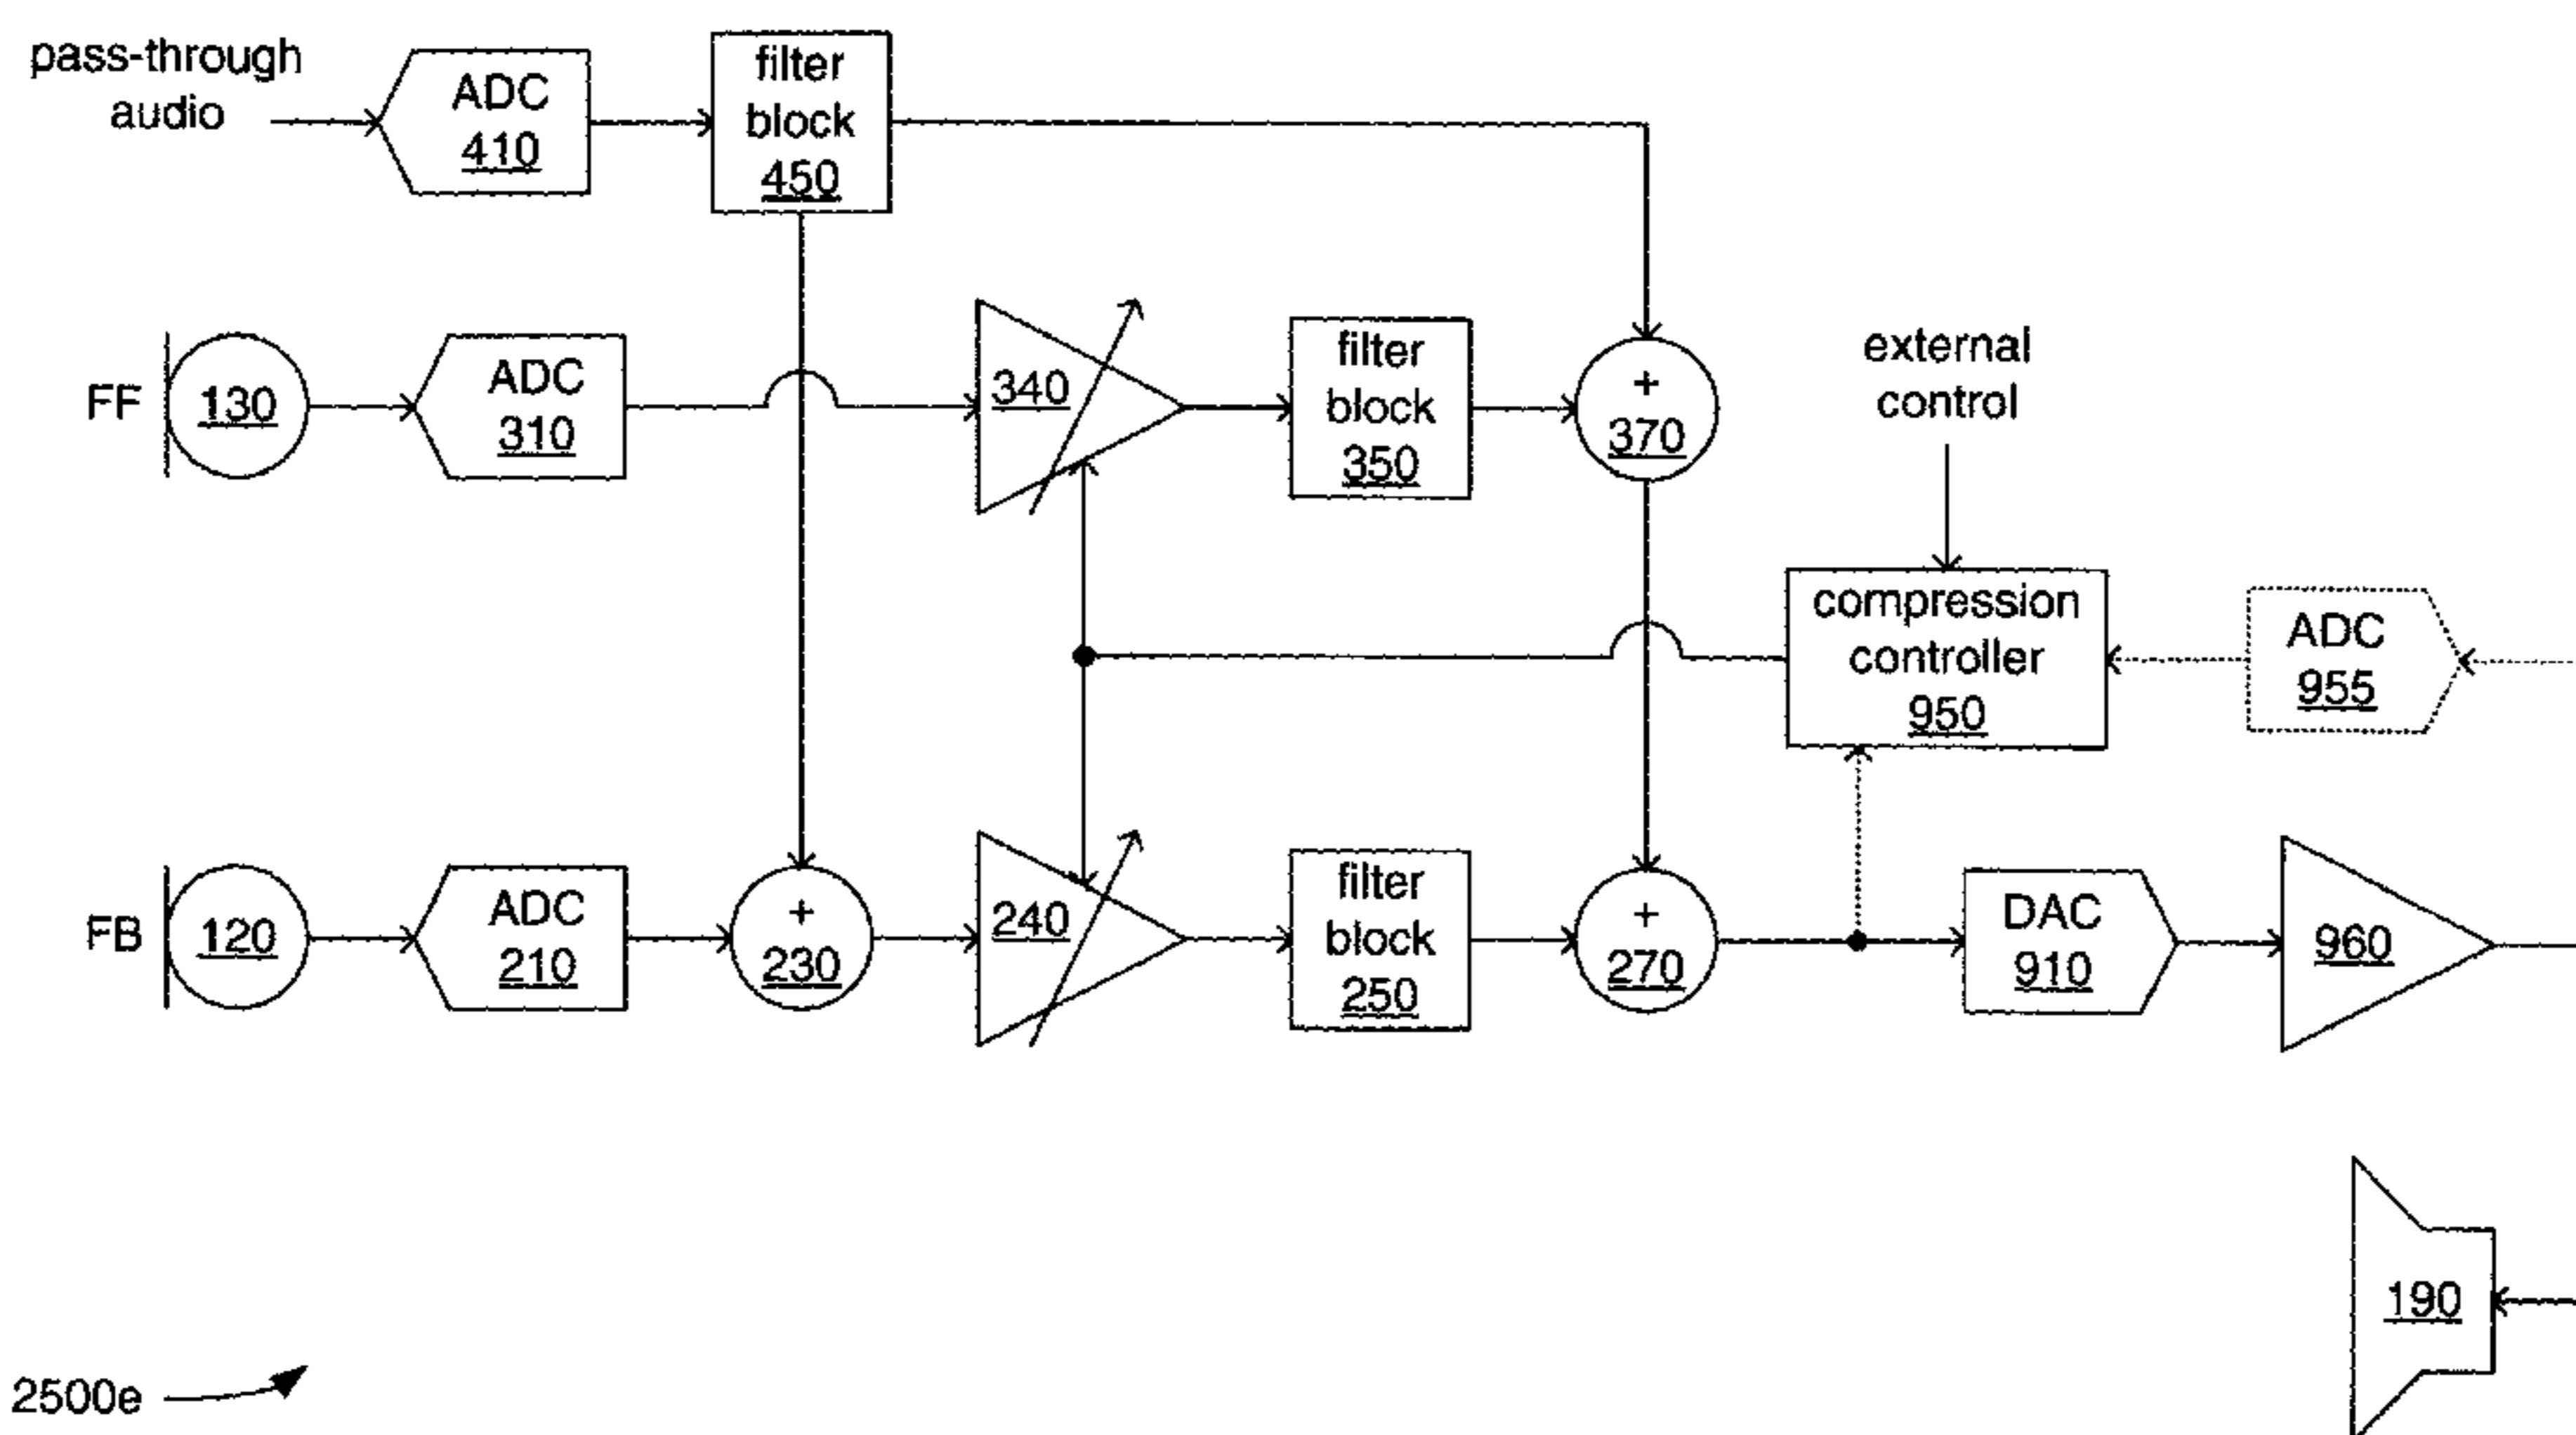 pass-through
audio
ADC
410
filter
block
450
FF
130
ADC
310
340
filter
block
350
+
370
external
control
compression
controller
950
ADC
955
FB
120
ADC
210
+
230
240
filter
block
250
+
270
DAC
910
960
190
2500e